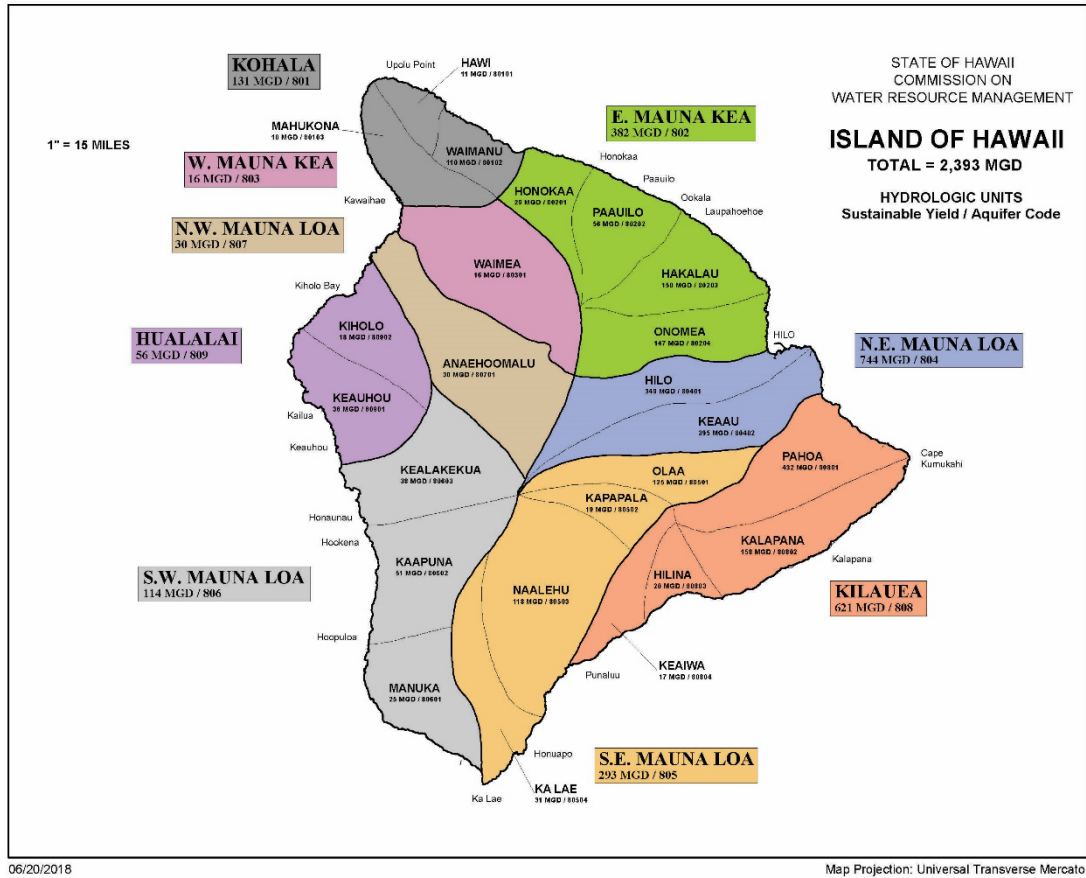 KOHALA
131 MGD / 801
Upolu Point
HAWI
11 MGD / 80101
STATE OF HAWAII
COMMISSION ON
WATER RESOURCE MANAGEMENT
ISLAND OF HAWAII
TOTAL = 2,393 MGD
HYDROLOGIC UNITS
Sustainable Yield / Aquifer Code
1" = 15 MILES
MAHUKONA
10 MGD / 80103
WAIMANU
110 MGD / 80102
E. MAUNA KEA
382 MGD / 802
W. MAUNA KEA
16 MGD / 803
Kawaihae
Honokaa
Paauilo
Ookala
Laupahoehoe
HONOKAA
29 MGD / 80201
PAAUILO
56 MGD / 80202
N.W. MAUNA LOA
30 MGD / 807
WAIMEA
16 MGD / 80301
HAKALAU
150 MGD / 80203
Kiholo Bay
HUALALAI
56 MGD / 809
KIHOLO
18 MGD / 80902
ONOMEA
147 MGD / 80204
HILO
N.E. MAUNA LOA
744 MGD / 804
ANAEHOOMALU
30 MGD / 80701
HILO
349 MGD / 80401
KEAUHOU
38 MGD / 80901
Kailua
KEAAU
395 MGD / 80402
Keauhou
KEALAKEKUA
38 MGD / 80603
OLAA
125 MGD / 80501
PAHOA
432 MGD / 80801
Cape
Kumukahi
KAPAPALA
19 MGD / 80502
Honaunau
Hookena
KALAPANA
158 MGD / 80802
Kalapana
KAAPUNA
51 MGD / 80602
S.W. MAUNA LOA
114 MGD / 806
NAALEHU
118 MGD / 80503
HILINA
20 MGD / 80803
KILAUEA
621 MGD / 808
Hoopuloa
KEAIWA
17 MGD / 80804
Punaluu
MANUKA
25 MGD / 80601
Honuapo
S.E. MAUNA LOA
293 MGD / 805
Ka Lae
KA LAE
31 MGD / 80504
06/20/2018
Map Projection: Universal Transverse Mercato